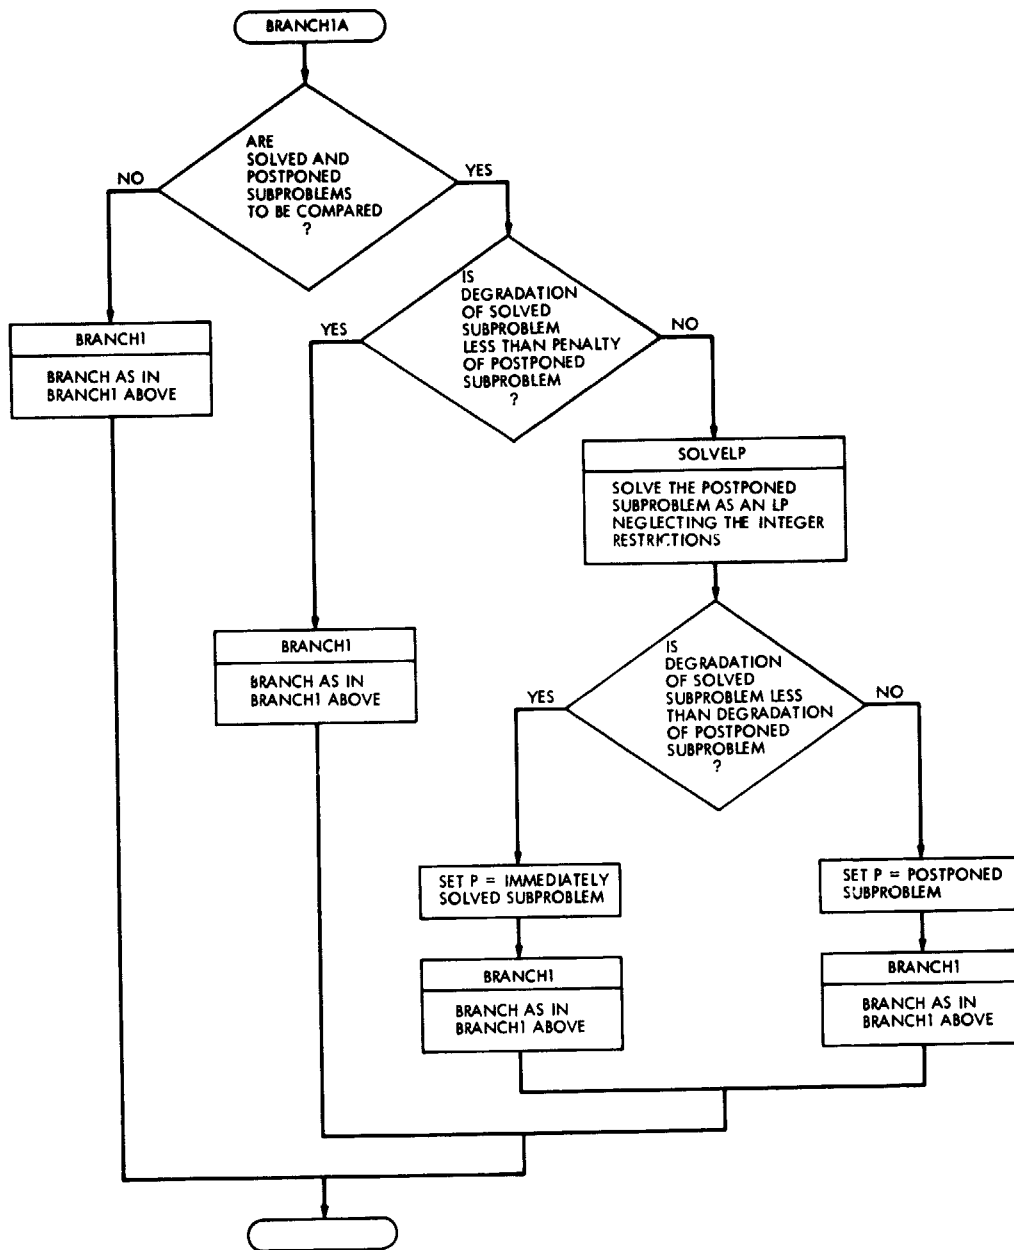 BRANCH1A
ARE
SOLVED AND
POSTPONED
SUBPROBLEMS
TO BE COMPARED
?
NO
YES
BRANCH1
BRANCH AS IN
BRANCH1 ABOVE
IS
DEGRADATION
OF SOLVED
SUBPROBLEM
LESS THAN PENALTY
OF POSTPONED
SUBPROBLEM
?
YES
NO
SOLVELP
SOLVE THE POSTPONED
SUBPROBLEM AS AN LP
NEGLECTING THE INTEGER
RESTRICTIONS
BRANCH1
BRANCH AS IN
BRANCH1 ABOVE
IS
DEGRADATION
OF SOLVED
SUBPROBLEM LESS
THAN DEGRADATION
OF POSTPONED
SUBPROBLEM
?
YES
NO
SET P = IMMEDIATELY
SOLVED SUBPROBLEM
SET P = POSTPONED
SUBPROBLEM
BRANCH1
BRANCH AS IN
BRANCH1 ABOVE
BRANCH1
BRANCH AS IN
BRANCH1 ABOVE